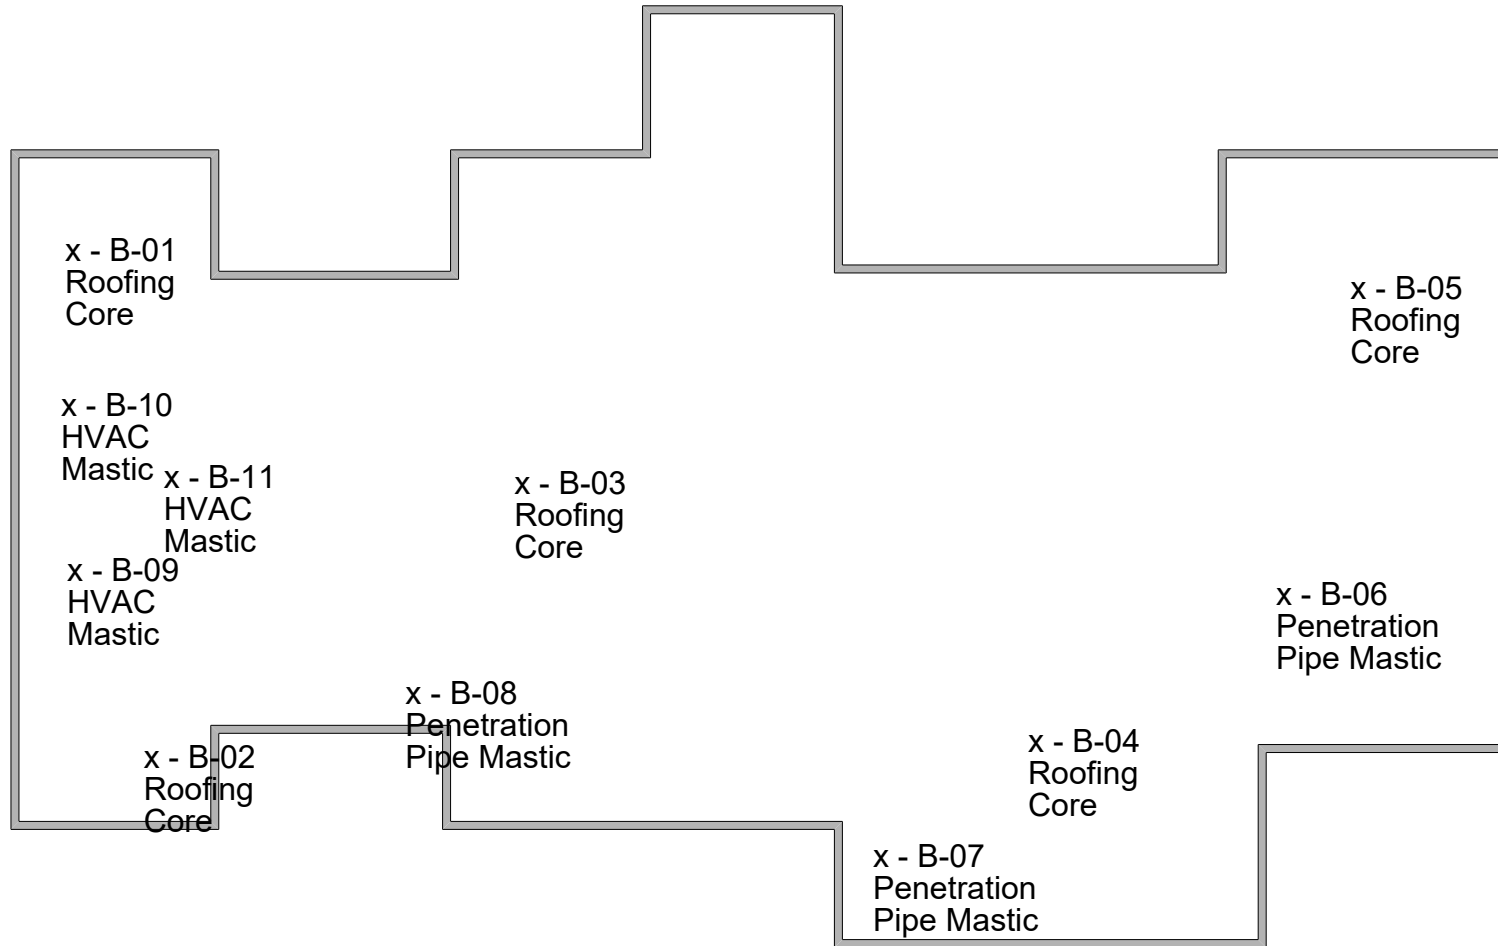 x - B-01
Roofing
Core
x - B-05
Roofing
Core
x - B-10
HVAC
Mastic
x - B-11
HVAC
Mastic
x - B-03
Roofing
Core
x - B-09
HVAC
Mastic
x - B-06
Penetration
Pipe Mastic
x - B-08
Penetration
Pipe Mastic
x - B-02
Roofing
Core
x - B-04
Roofing
Core
x - B-07
Penetration
Pipe Mastic